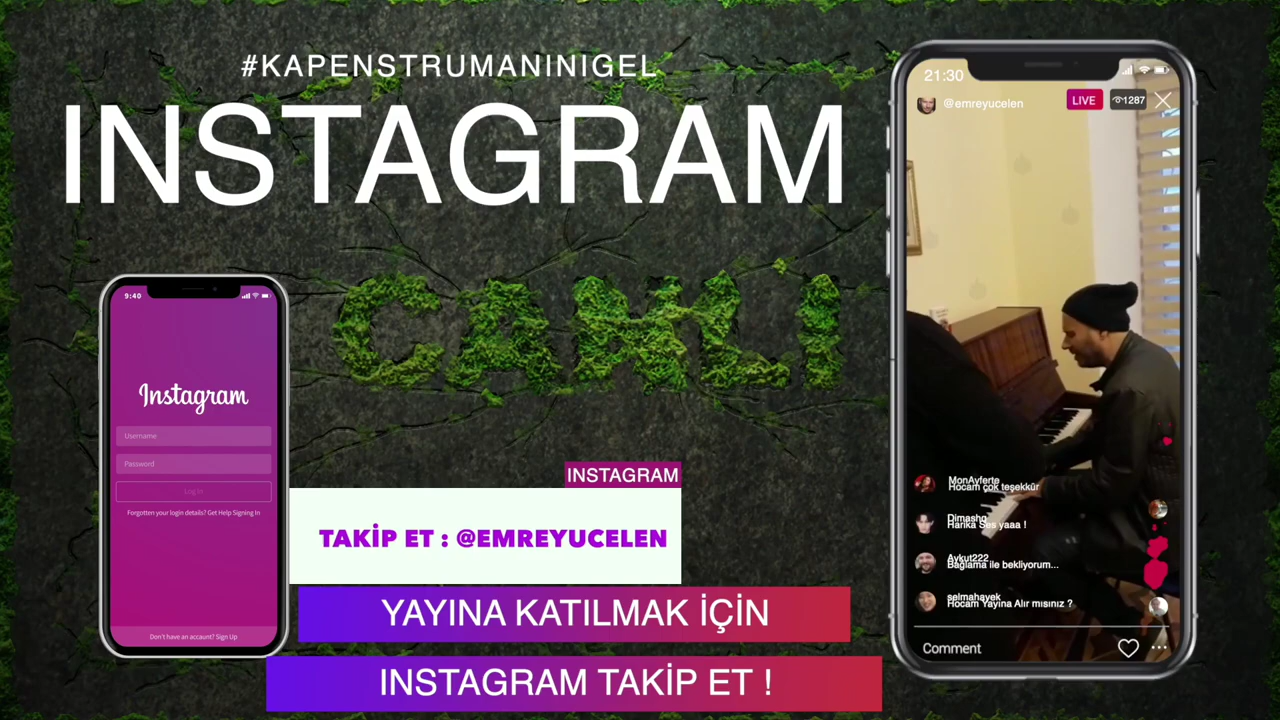 #KAPENSTRUMANINIGEL
INSTAGRAM
CANLI
9:40
Instagram
Username
Password
Log in
Forgotten your login details? Get Help Signing In
Don't have an accaunt? Sign Up
INSTAGRAM
TAKİP ET : @EMREYUCELEN
YAYINA KATILMAK İÇİN
INSTAGRAM TAKİP ET !
21:30
@emreyucelen
LIVE
1287
MonAyferte
Hocam çok teşekkür
Dimashq
Harika Ses yaaa !
Aykut222
Bağlama ile bekliyorum...
selmahayek
Hocam Yayına Alır mısınız ?
Comment